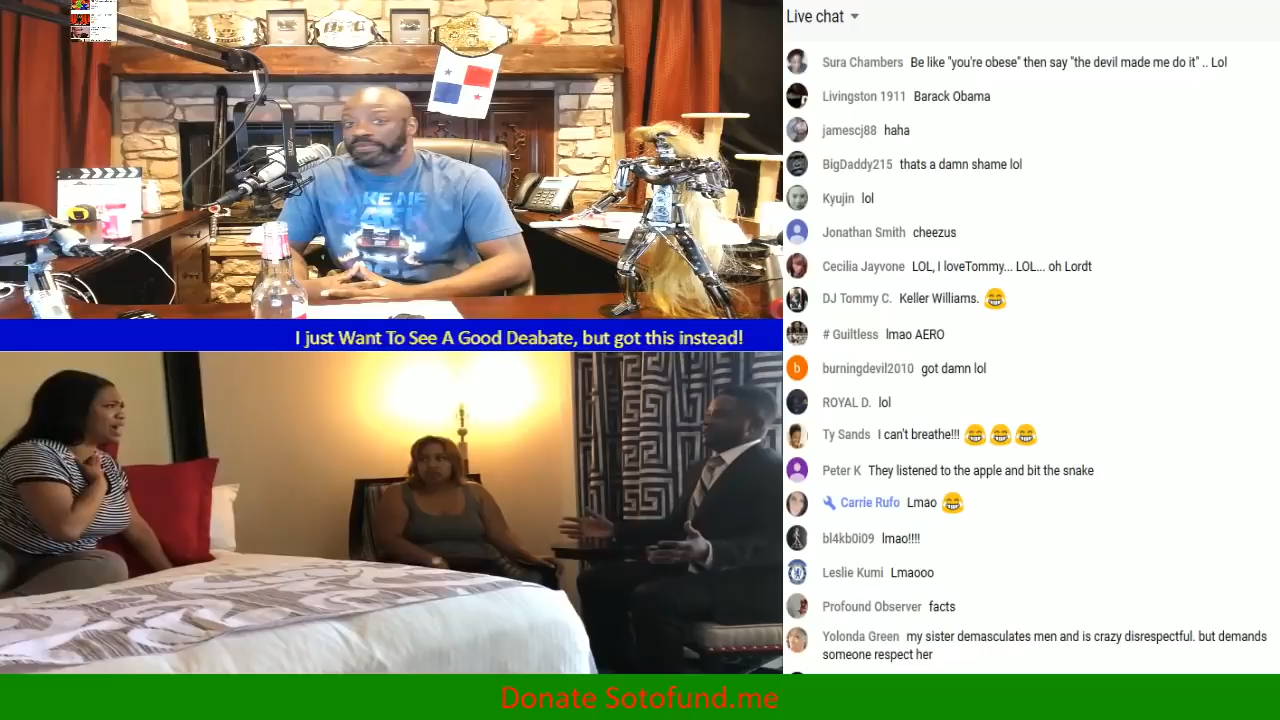 Live chat
Sura Chambers Be like "you're obese" then say "the devil made me do it" .. Lol
Livingston 1911 Barack Obama
jamescj88 haha
BigDaddy215 thats a damn shame lol
Kyujin lol
Jonathan Smith cheezus
Cecilia Jayvone LOL, I loveTommy... LOL... oh Lordt
DJ Tommy C. Keller Williams. 😂
# Guiltless lmao AERO
b
burningdevil2010 got damn lol
ROYAL D. lol
Ty Sands I can't breathe!!! 😂😂😂
Peter K They listened to the apple and bit the snake
Carrie Rufo Lmao 😂
bl4kb0i09 lmao!!!!
Leslie Kumi Lmaooo
Profound Observer facts
Yolonda Green my sister demasculates men and is crazy disrespectful. but demands
someone respect her
I just Want To See A Good Deabate, but got this instead!
Donate Sotofund.me